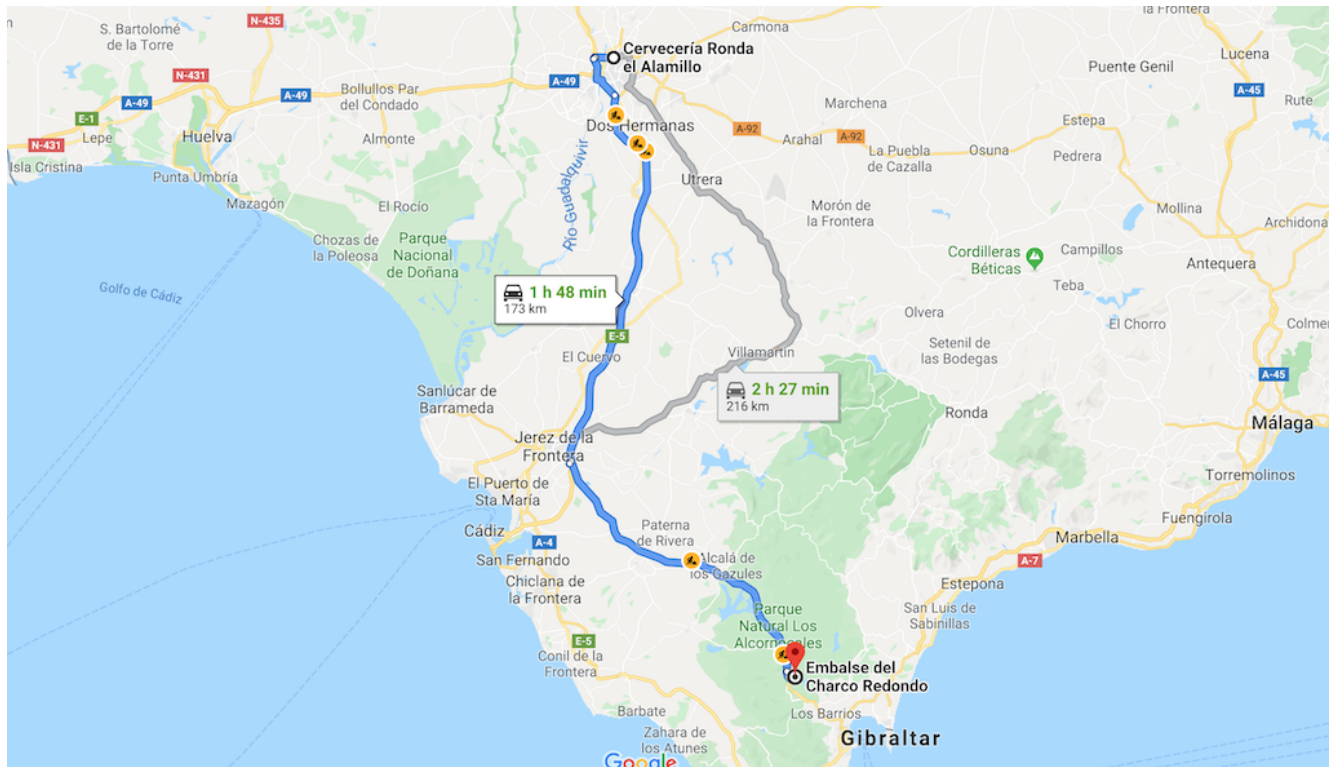 N-435
la Frontera
S. Bartolomé
de la Torre
Carmona
Cervecería Ronda
el Alamillo
Lucena
Puente Genil
N-431
A-49
A-49
A-49
A-45
Bollullos Par
del Condado
Marchena
Rute
E-1
Lepe
Huelva
Almonte
Dos Hermanas
A-92
A-92
Estepa
N-431
Arahal
La Puebla
de Cazalla
Osuna
Pedrera
Isla Cristina
Punta Umbría
Utrera
Mazagón
El Rocío
Río Guadalquivir
Morón de
la Frontera
Mollina
Archidona
Chozas de
la Poleosa
Parque
Nacional
de Doñana
Cordilleras
Béticas
Campillos
Antequera
Golfo de Cádiz
1 h 48 min
173 km
Teba
Olvera
El Chorro
Colmen
E-5
Setenil de
las Bodegas
El Cuervo
Villamartin
A-45
Sanlúcar de
Barrameda
2 h 27 min
216 km
Ronda
Málaga
Jerez de la
Frontera
Torremolinos
El Puerto de
Sta María
Fuengirola
Cádiz
Paterna
de Rivera
A-4
Marbella
San Fernando
Alcalá de
los Gazules
A-7
Chiclana de
la Frontera
Estepona
Parque
Natural Los
Alcornocales
San Luis de
Sabinillas
E-5
Conil de la
Frontera
Embalse del
Charco Redondo
Barbate
Los Barrios
Zahara de
los Atunes
Gibraltar
Google